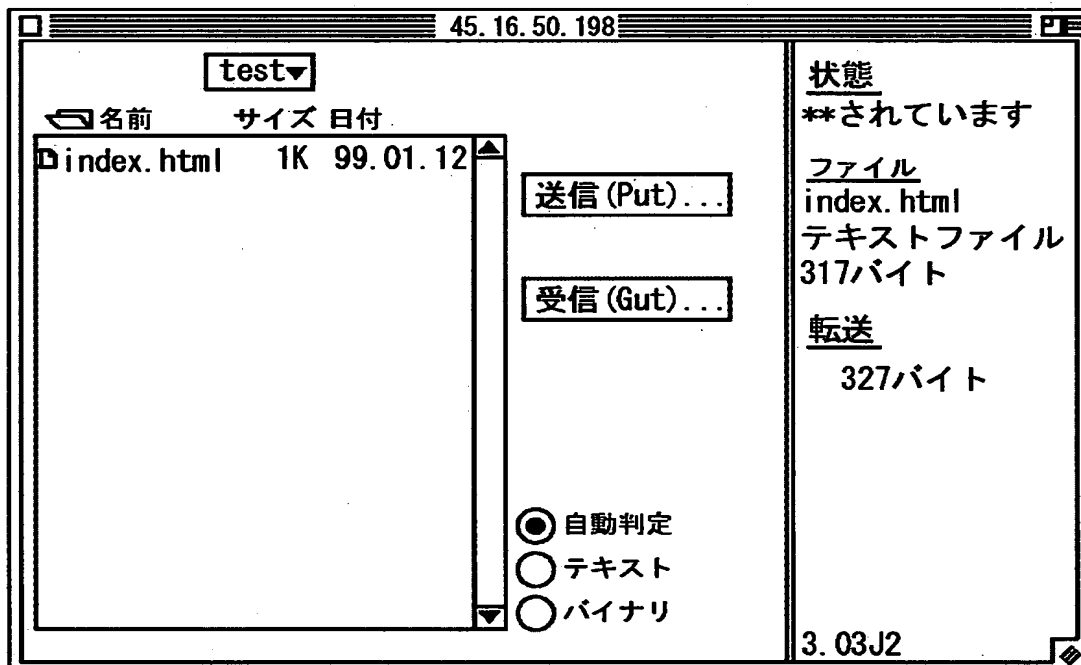 45.16.50.198
test▼
名前 サイズ 日付
index.html 1K 99.01.12
送信(Put)...
受信(Gut)...
自動判定
テキスト
バイナリ
状態
**されています
ファイル
index.html
テキストファイル
317バイト
転送
327バイト
3.03J2